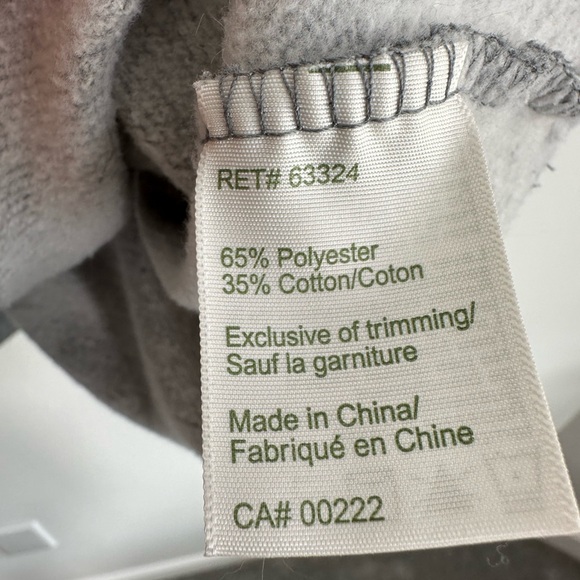 RET# 63324
65% Polyester
35% Cotton/Coton
Exclusive of trimming/
Sauf la garniture
Made in China/
Fabriqué en Chine
CA# 00222